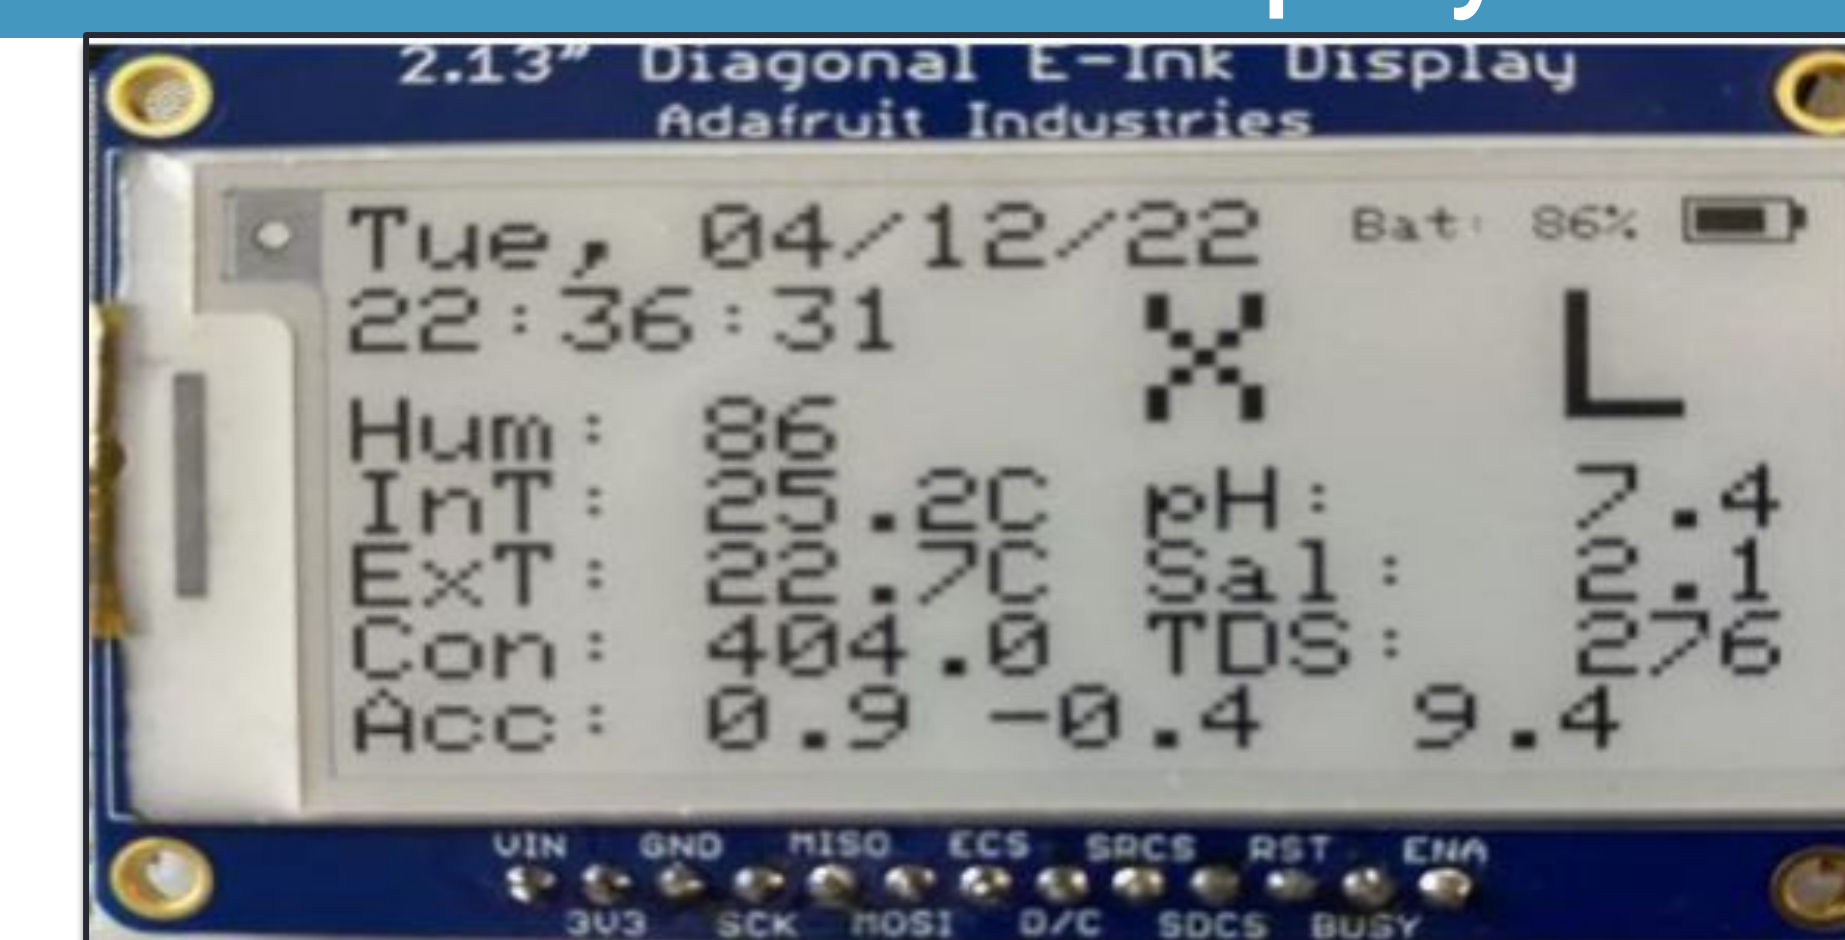 2.13” Diagonal E-Ink Display
Adafruit Industries
Tue, 04/12/22 Bat: 86%
22:36:31 X L
Hum: 86
InT: 25.2C pH: 7.4
ExT: 22.7C Sal: 2.1
Con: 404.0 TDS: 276
Acc: 0.9 -0.4 9.4
VIN GND MISO ECS SRCS RST ENA
3V3 SCK MOSI D/C SDCS BUSY